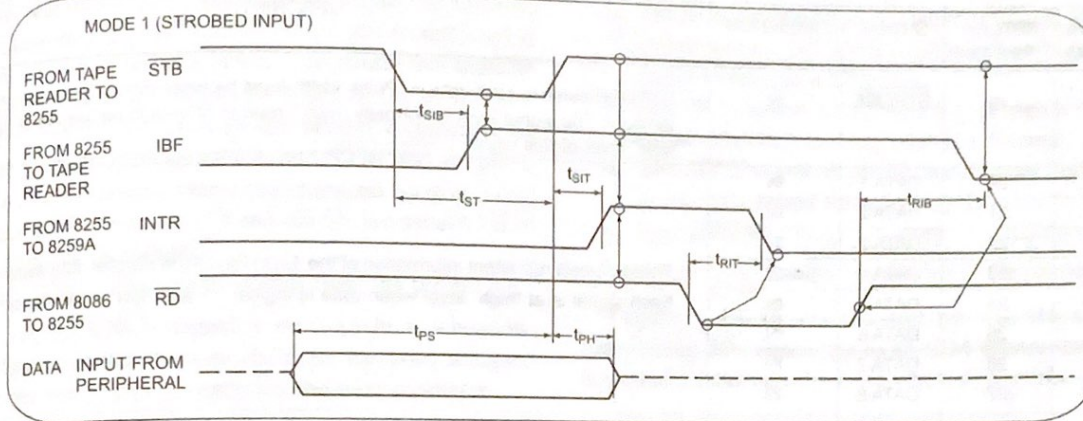 MODE 1 (STROBED INPUT)
FROM TAPE
READER TO
8255
STB
tSIB
FROM 8255
TO TAPE
READER
IBF
tST
tSIT
tRIB
FROM 8255
TO 8259A
INTR
tRIT
FROM 8086
TO 8255
RD
tPS
tPH
DATA INPUT FROM
PERIPHERAL